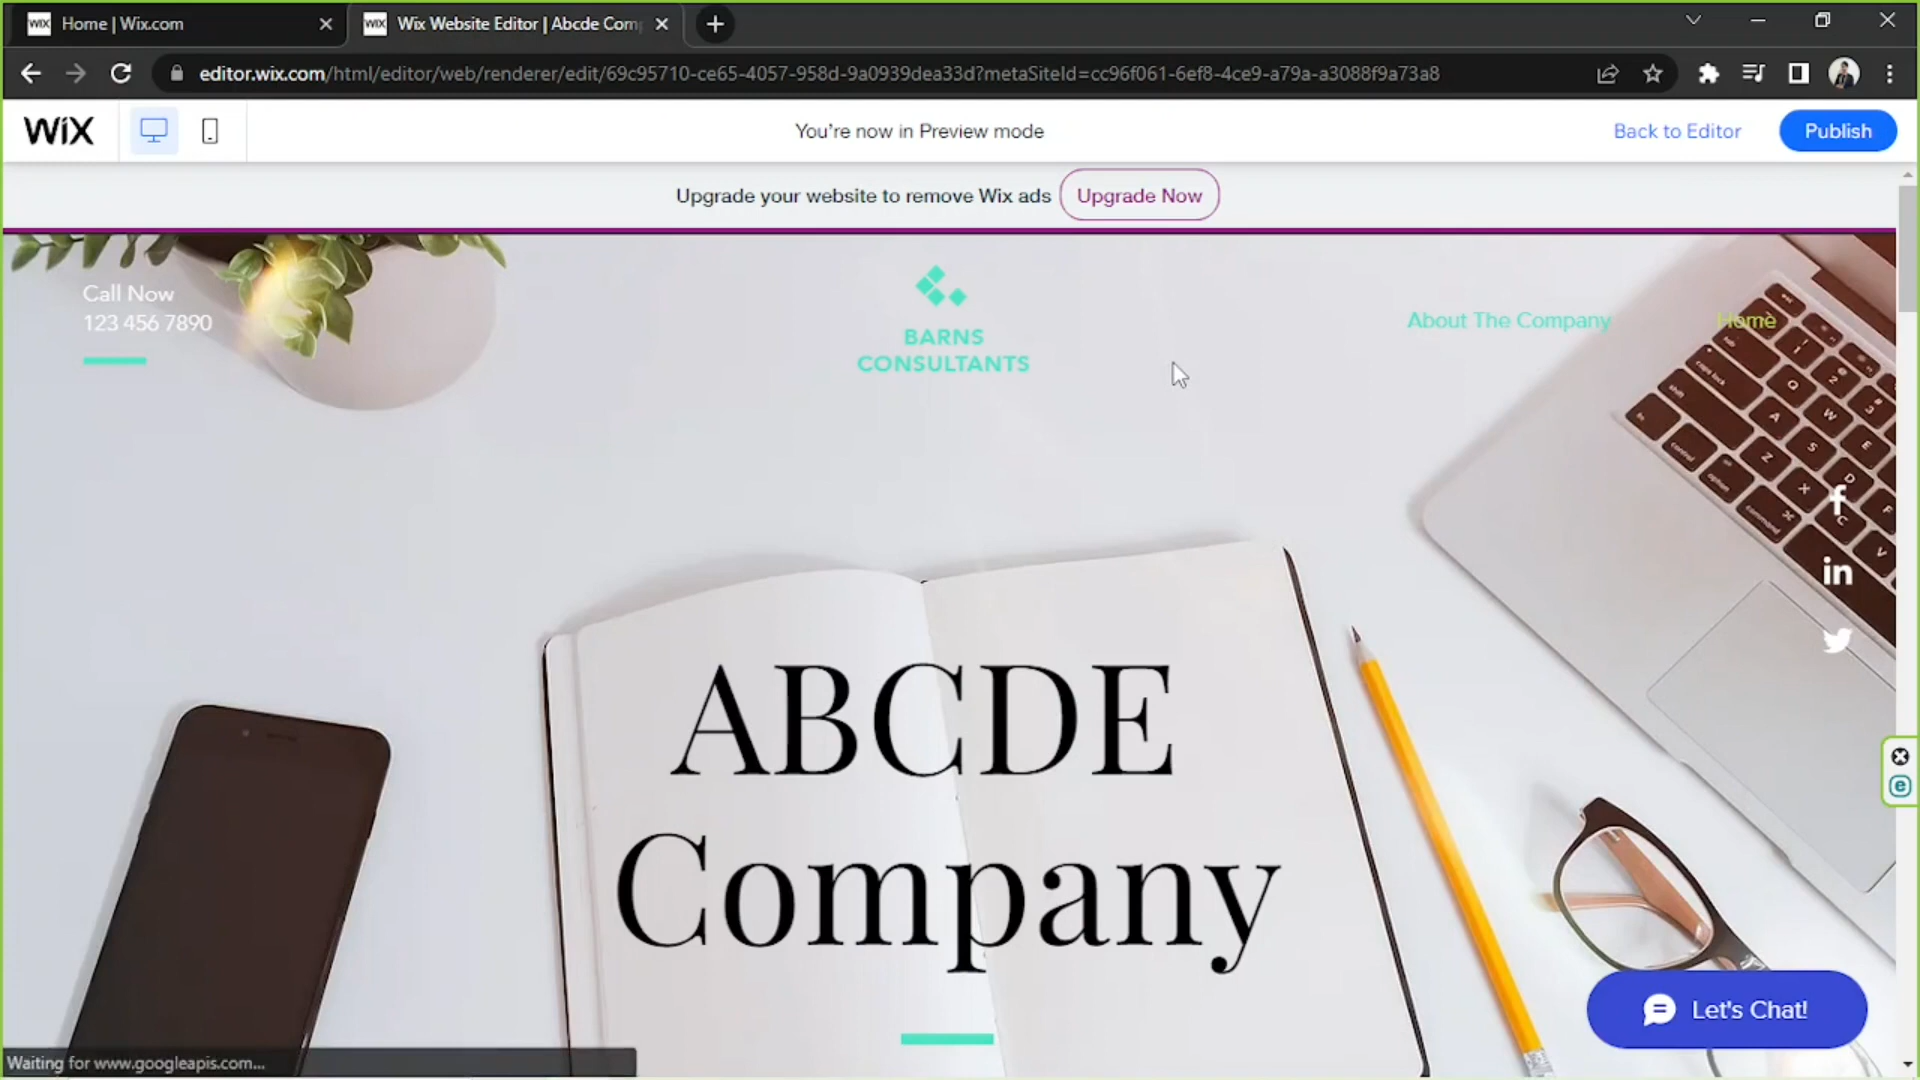 WiX Home | Wix.com
WiX Wix Website Editor | Abcde Com
editor.wix.com/html/editor/web/renderer/edit/69c95710-ce65-4057-958d-9a0939dea33d?metaSiteId=cc96f061-6ef8-4ce9-a79a-a3088f9a73a8
WiX
You're now in Preview mode
Back to Editor
Publish
Upgrade your website to remove Wix ads
Upgrade Now
Call Now
123 456 7890
BARNS
CONSULTANTS
About The Company
Home
ABCDE
Company
Let's Chat!
Waiting for www.googleapis.com...